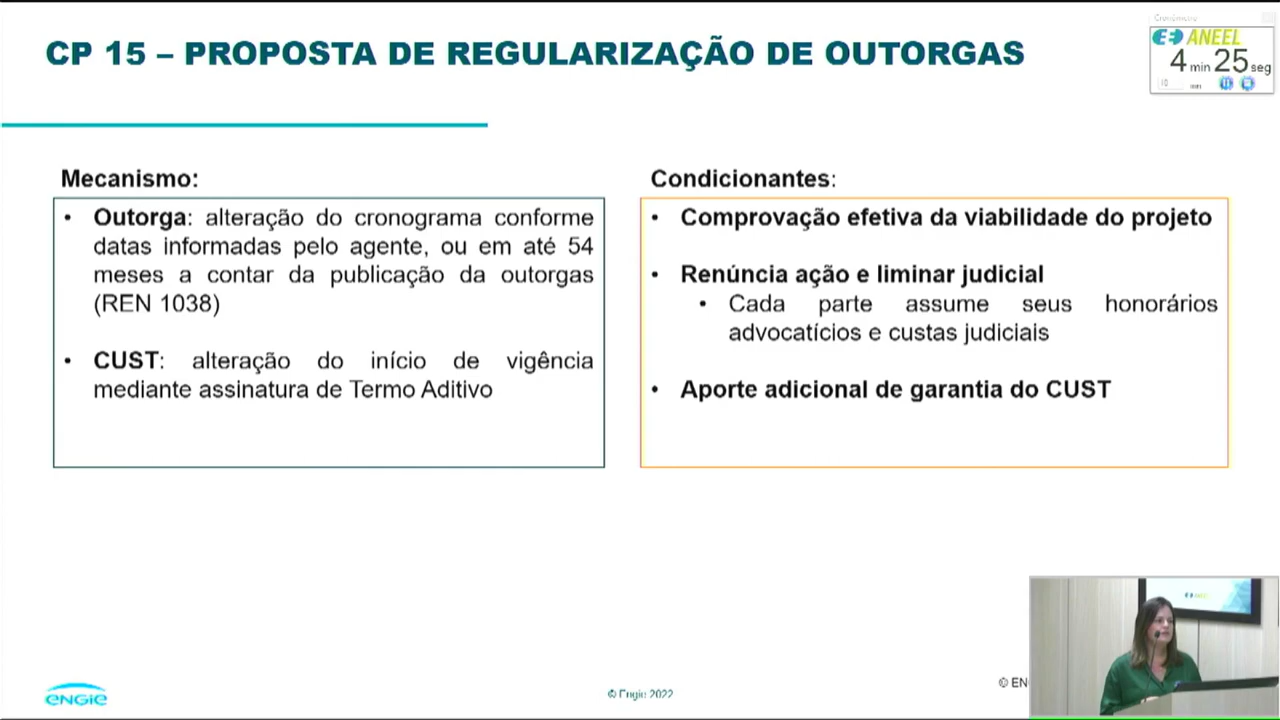 CP 15 – PROPOSTA DE REGULARIZAÇÃO DE OUTORGAS
Cronômetro
ANEEL
4 min 25 seg
10 min
Mecanismo:
• Outorga: alteração do cronograma conforme
datas informadas pelo agente, ou em até 54
meses a contar da publicação da outorgas
(REN 1038)
• CUST: alteração do início de vigência
mediante assinatura de Termo Aditivo
Condicionantes:
• Comprovação efetiva da viabilidade do projeto
• Renúncia ação e liminar judicial
• Cada parte assume seus honorários
advocatícios e custas judiciais
• Aporte adicional de garantia do CUST
ENGIE
© Engie 2022
© EN